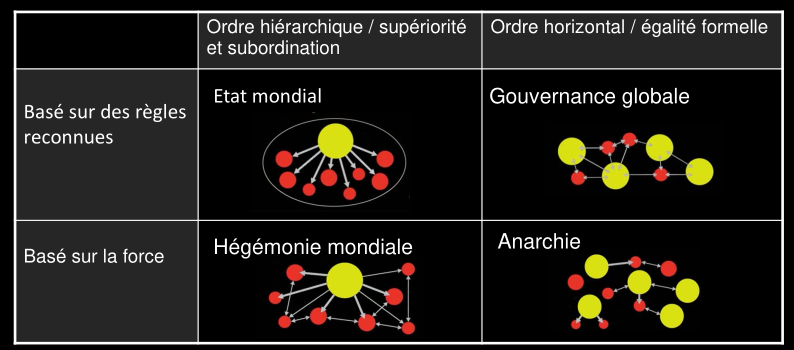 Ordre hiérarchique / supériorité
et subordination
Ordre horizontal / égalité formelle
Basé sur des règles
reconnues
Etat mondial
Gouvernance globale
Basé sur la force
Hégémonie mondiale
Anarchie